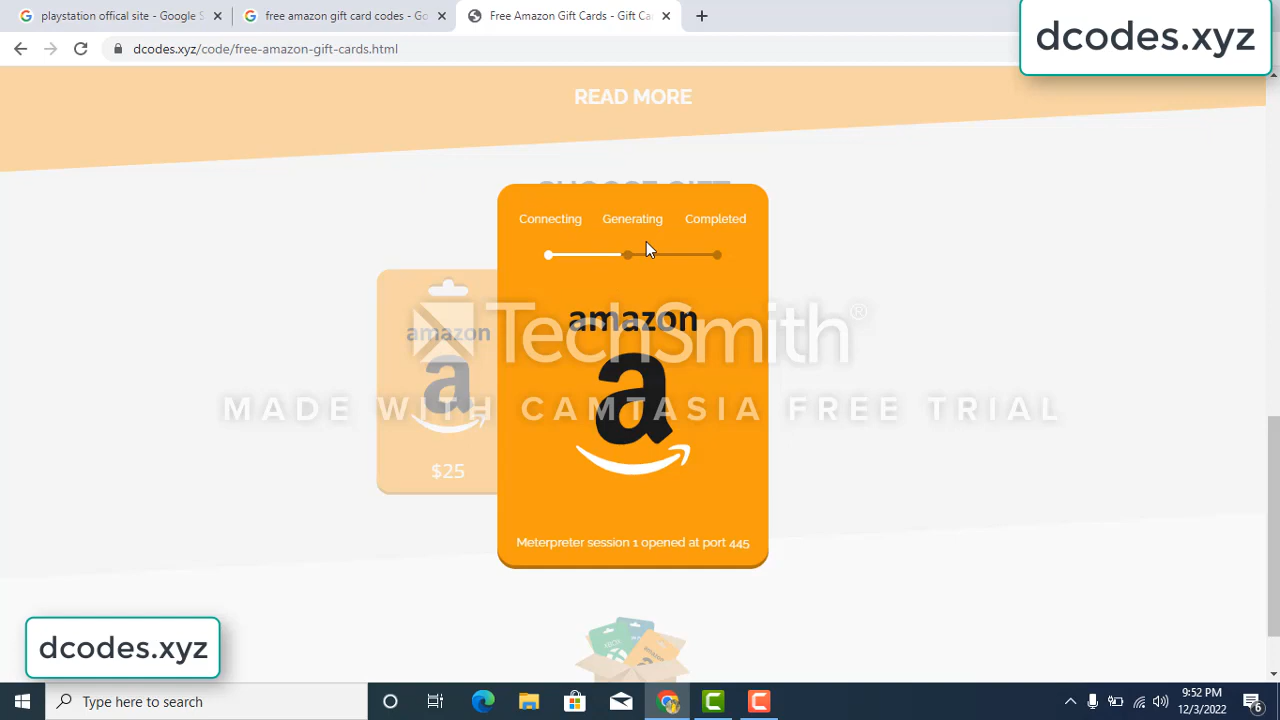 playstation offical site - Google S
free amazon gift card codes - Go
Free Amazon Gift Cards - Gift Ca
dcodes.xyz/code/free-amazon-gift-cards.html
dcodes.xyz
READ MORE
CHOOSE GIFT
Connecting Generating Completed
amazon
amazon
a
a
$25
TechSmith®
MADE WITH CAMTASIA FREE TRIAL
Meterpreter session 1 opened at port 445
dcodes.xyz
Type here to search
9:52 PM
12/3/2022
6